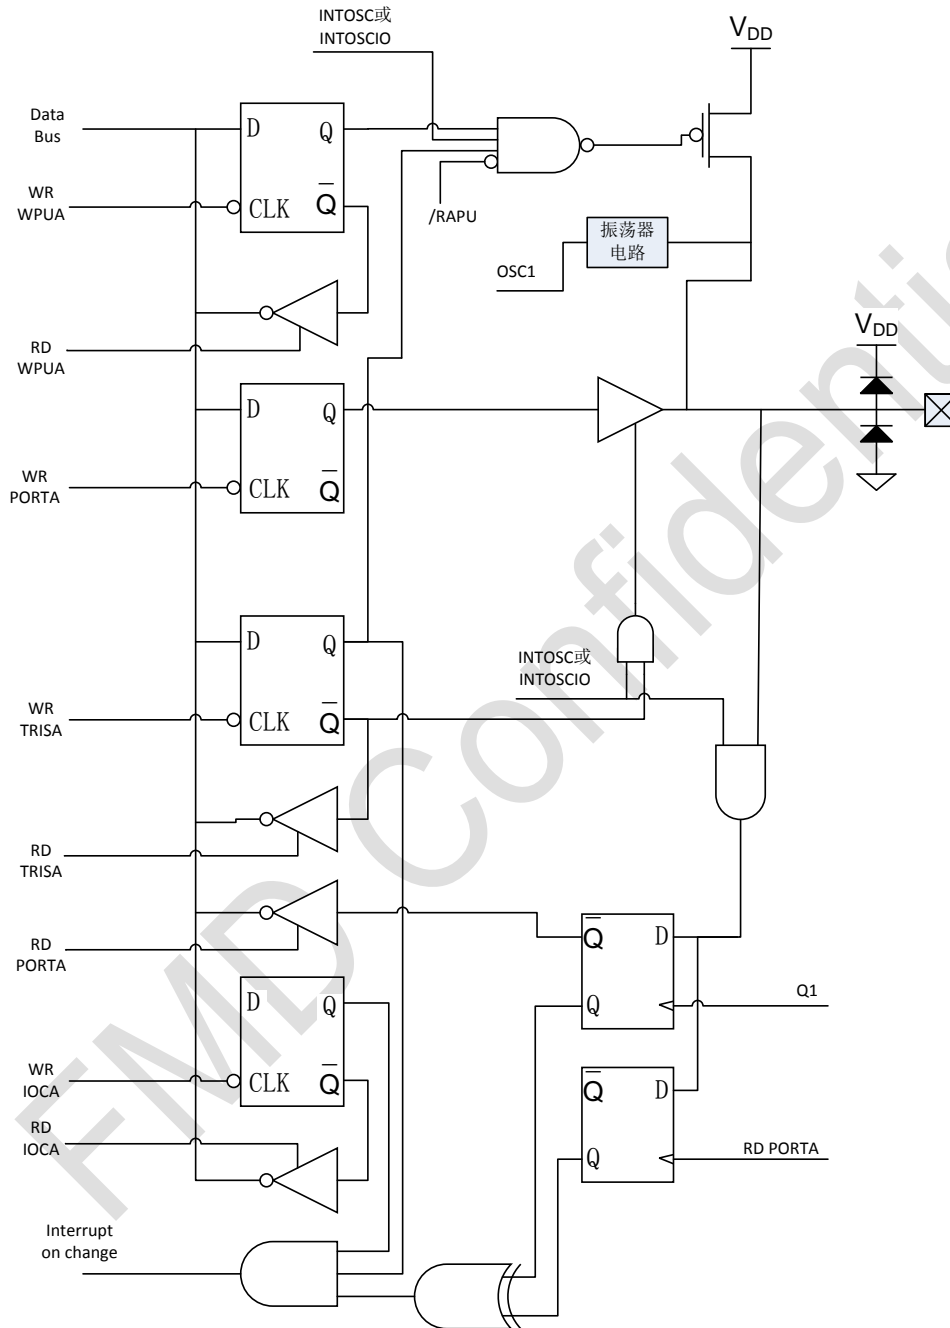 INTOSC或
INTOSCIO
VDD
Data
Bus
D
Q
WR
WPUA
CLK
Q
/RAPU
振荡器
电路
OSC1
RD
WPUA
VDD
D
Q
WR
PORTA
CLK
Q
D
Q
INTOSC或
INTOSCIO
WR
TRISA
CLK
Q
RD
TRISA
RD
PORTA
Q
D
Q1
Q
D
Q
WR
IOCA
CLK
Q
RD
IOCA
Q
D
Q
RD PORTA
Interrupt
on change
FMD Confidential